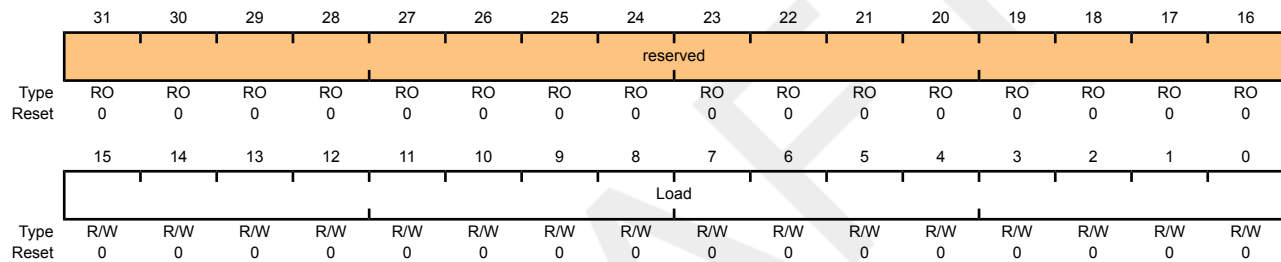 31 30 29 28 27 26 25 24 23 22 21 20 19 18 17 16
reserved
Type RO RO RO RO RO RO RO RO RO RO RO RO RO RO RO RO
Reset 0 0 0 0 0 0 0 0 0 0 0 0 0 0 0 0
15 14 13 12 11 10 9 8 7 6 5 4 3 2 1 0
Load
Type R/W R/W R/W R/W R/W R/W R/W R/W R/W R/W R/W R/W R/W R/W R/W R/W
Reset 0 0 0 0 0 0 0 0 0 0 0 0 0 0 0 0